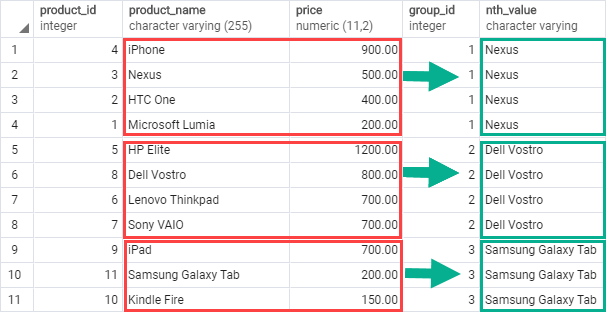 product_id product_name price group_id nth_value
integer character varying (255) numeric (11,2) integer character varying
1 4 iPhone 900.00 1 Nexus
2 3 Nexus 500.00 1 Nexus
3 2 HTC One 400.00 1 Nexus
4 1 Microsoft Lumia 200.00 1 Nexus
5 5 HP Elite 1200.00 2 Dell Vostro
6 8 Dell Vostro 800.00 2 Dell Vostro
7 6 Lenovo Thinkpad 700.00 2 Dell Vostro
8 7 Sony VAIO 700.00 2 Dell Vostro
9 9 iPad 700.00 3 Samsung Galaxy Tab
10 11 Samsung Galaxy Tab 200.00 3 Samsung Galaxy Tab
11 10 Kindle Fire 150.00 3 Samsung Galaxy Tab